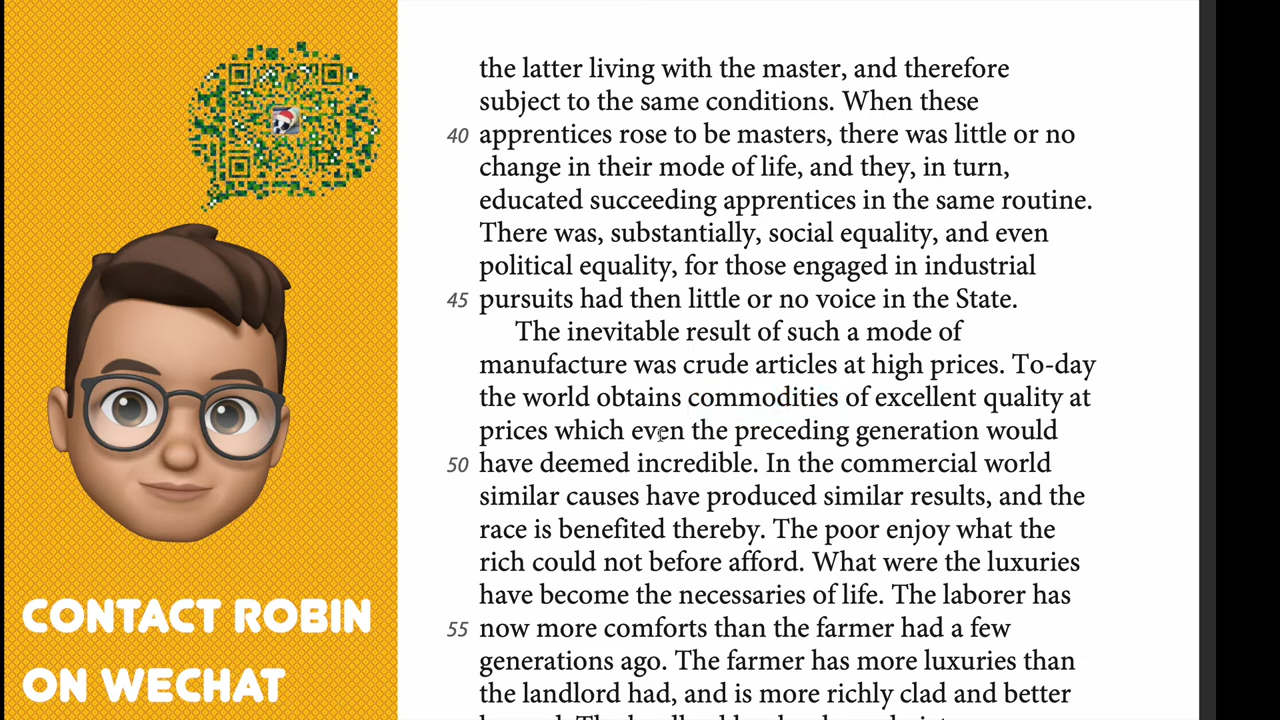 the latter living with the master, and therefore
subject to the same conditions. When these
40 apprentices rose to be masters, there was little or no
change in their mode of life, and they, in turn,
educated succeeding apprentices in the same routine.
There was, substantially, social equality, and even
political equality, for those engaged in industrial
45 pursuits had then little or no voice in the State.
The inevitable result of such a mode of
manufacture was crude articles at high prices. To-day
the world obtains commodities of excellent quality at
prices which even the preceding generation would
50 have deemed incredible. In the commercial world
similar causes have produced similar results, and the
race is benefited thereby. The poor enjoy what the
rich could not before afford. What were the luxuries
have become the necessaries of life. The laborer has
55 now more comforts than the farmer had a few
generations ago. The farmer has more luxuries than
the landlord had, and is more richly clad and better
CONTACT ROBIN
ON WECHAT